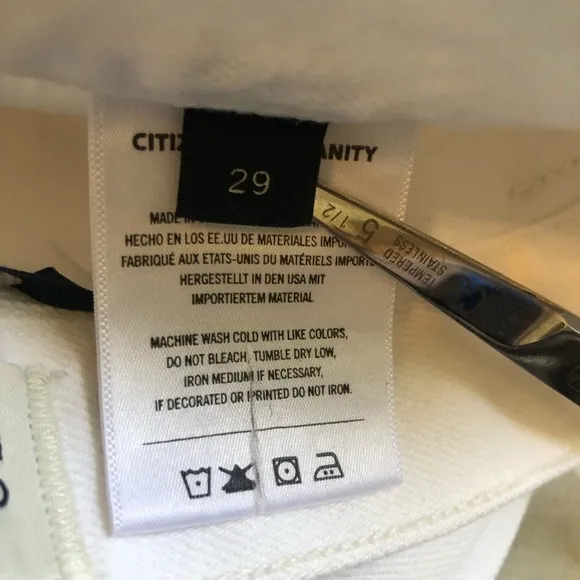 CITIZ ANITY
29
MADE IN
HECHO EN LOS EE.UU DE MATERIALES IMPO
FABRIQUÉ AUX ETATS-UNIS DU MATÉRIELS IMPORTE
HERGESTELLT IN DEN USA MIT
IMPORTIERTEM MATERIAL
MACHINE WASH COLD WITH LIKE COLORS,
DO NOT BLEACH, TUMBLE DRY LOW,
IRON MEDIUM IF NECESSARY,
IF DECORATED OR PRINTED DO NOT IRON.
5 1/2
TEMPERED
STAINLESS